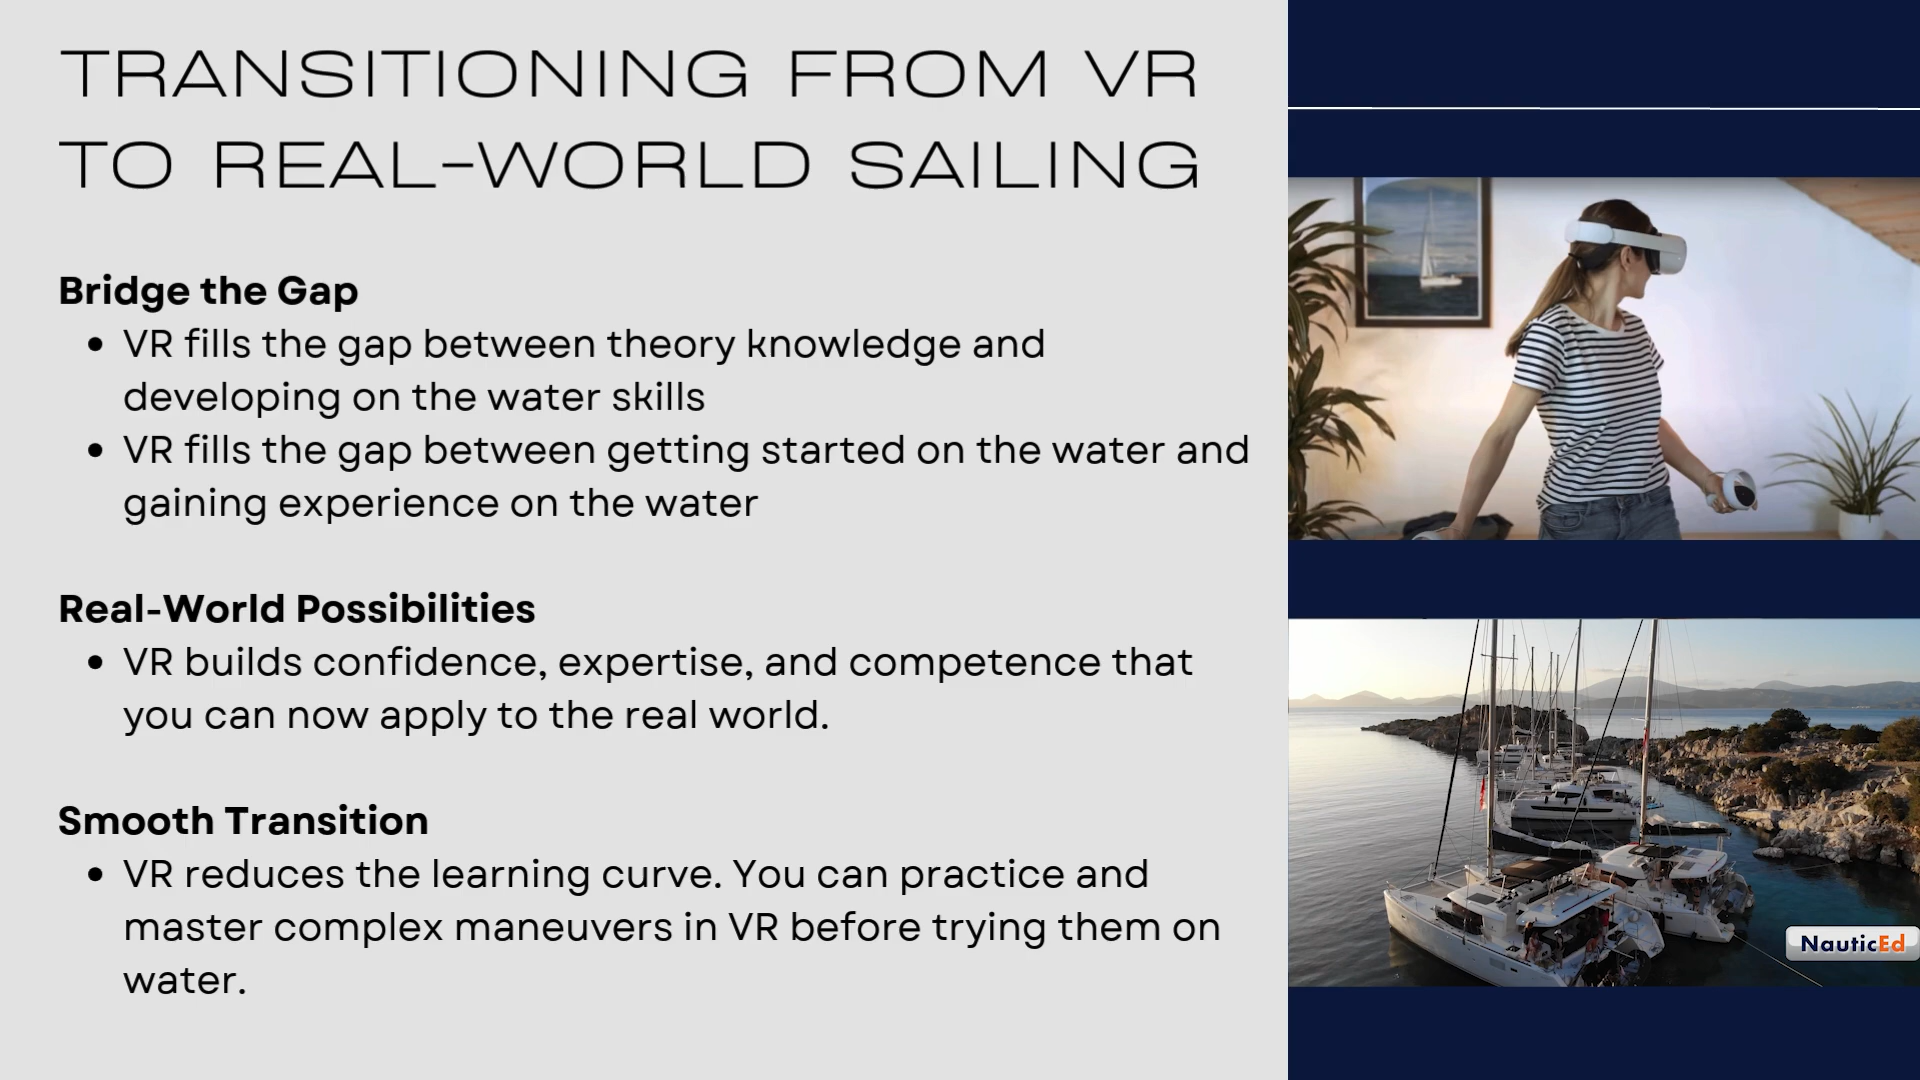 TRANSITIONING FROM VR
TO REAL-WORLD SAILING
Bridge the Gap
• VR fills the gap between theory knowledge and
developing on the water skills
• VR fills the gap between getting started on the water and
gaining experience on the water
Real-World Possibilities
• VR builds confidence, expertise, and competence that
you can now apply to the real world.
Smooth Transition
• VR reduces the learning curve. You can practice and
master complex maneuvers in VR before trying them on
water.
NauticEd